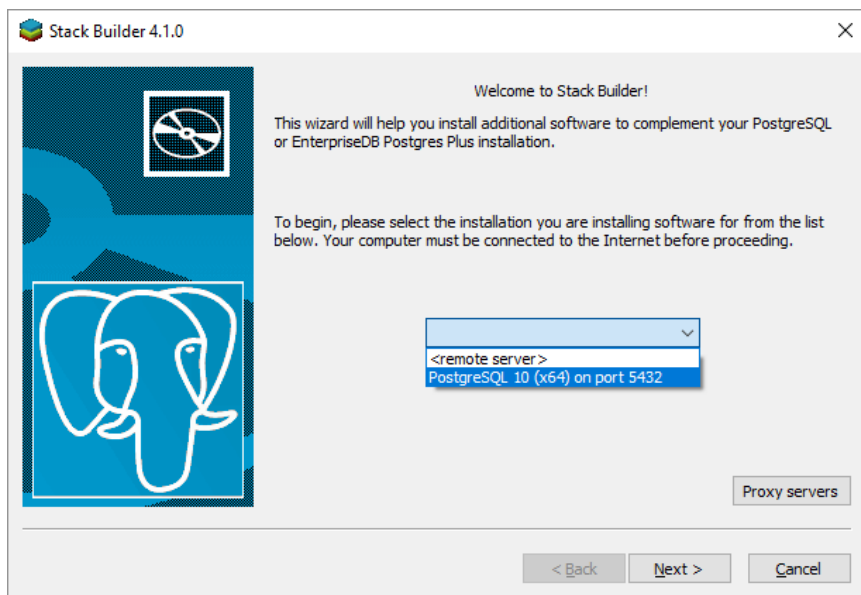 Stack Builder 4.1.0
Welcome to Stack Builder!
This wizard will help you install additional software to complement your PostgreSQL
or EnterpriseDB Postgres Plus installation.
To begin, please select the installation you are installing software for from the list
below. Your computer must be connected to the Internet before proceeding.
<remote server>
PostgreSQL 10 (x64) on port 5432
Proxy servers
< Back
Next >
Cancel